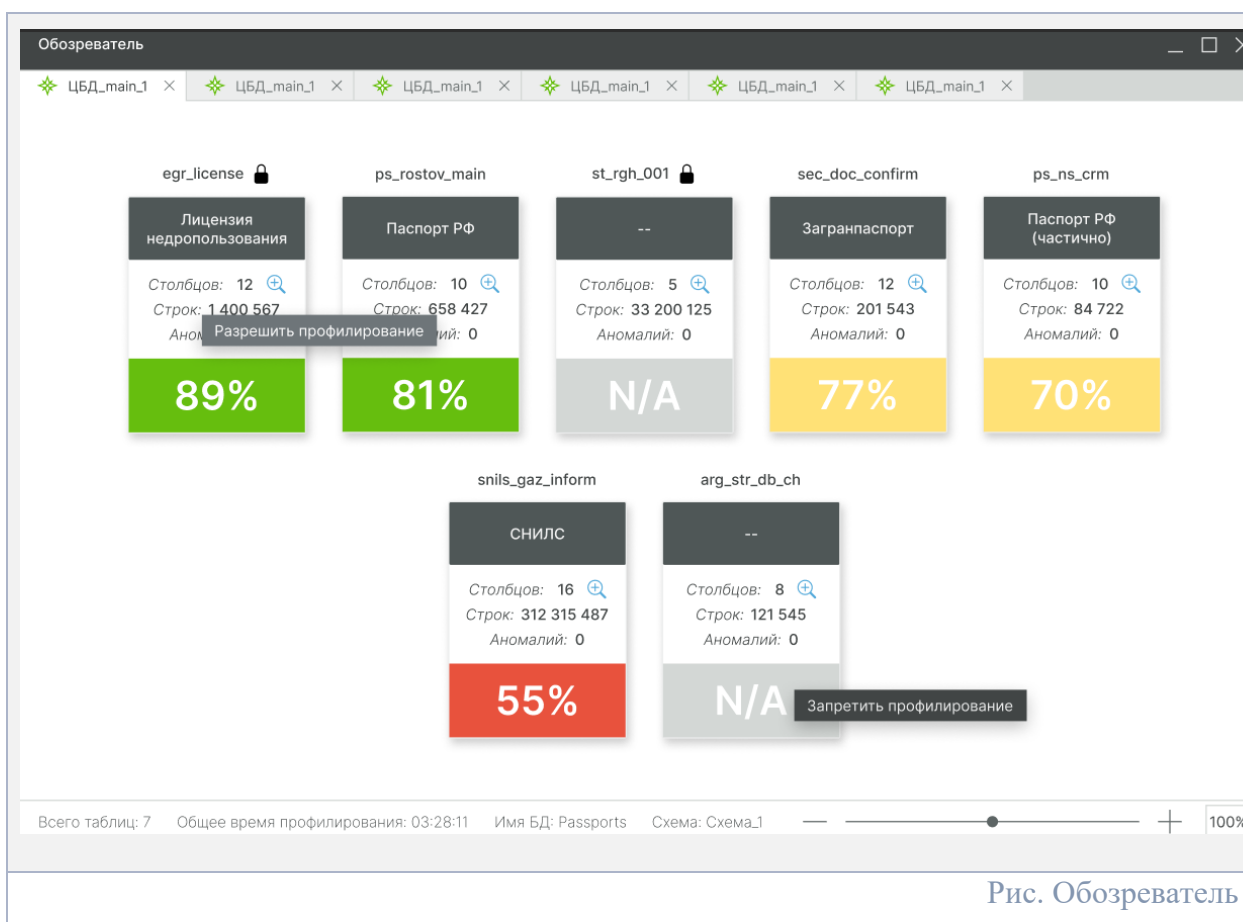 Обозреватель
ЦБД_main_1 ЦБД_main_1 ЦБД_main_1 ЦБД_main_1 ЦБД_main_1 ЦБД_main_1
egr_license ps_rostov_main st_rgh_001 sec_doc_confirm ps_ns_crm
Лицензия
недропользования
Паспорт РФ
--
Загранпаспорт
Паспорт РФ
(частично)
Столбцов: 12 Столбцов: 10 Столбцов: 5 Столбцов: 12 Столбцов: 10
Строк: 1 400 567 Строк: 658 427 Строк: 33 200 125 Строк: 201 543 Строк: 84 722
Разрешить профилирование
0 Аномалий: 0 Аномалий: 0 Аномалий: 0
89% 81% N/A 77% 70%
snils_gaz_inform arg_str_db_ch
СНИЛС --
Столбцов: 16 Столбцов: 8
Строк: 312 315 487 Строк: 121 545
Аномалий: 0 Аномалий: 0
55% N/A
Запретить профилирование
Всего таблиц: 7 Общее время профилирования: 03:28:11 Имя БД: Passports Схема: Схема_1 100%
Рис. Обозреватель